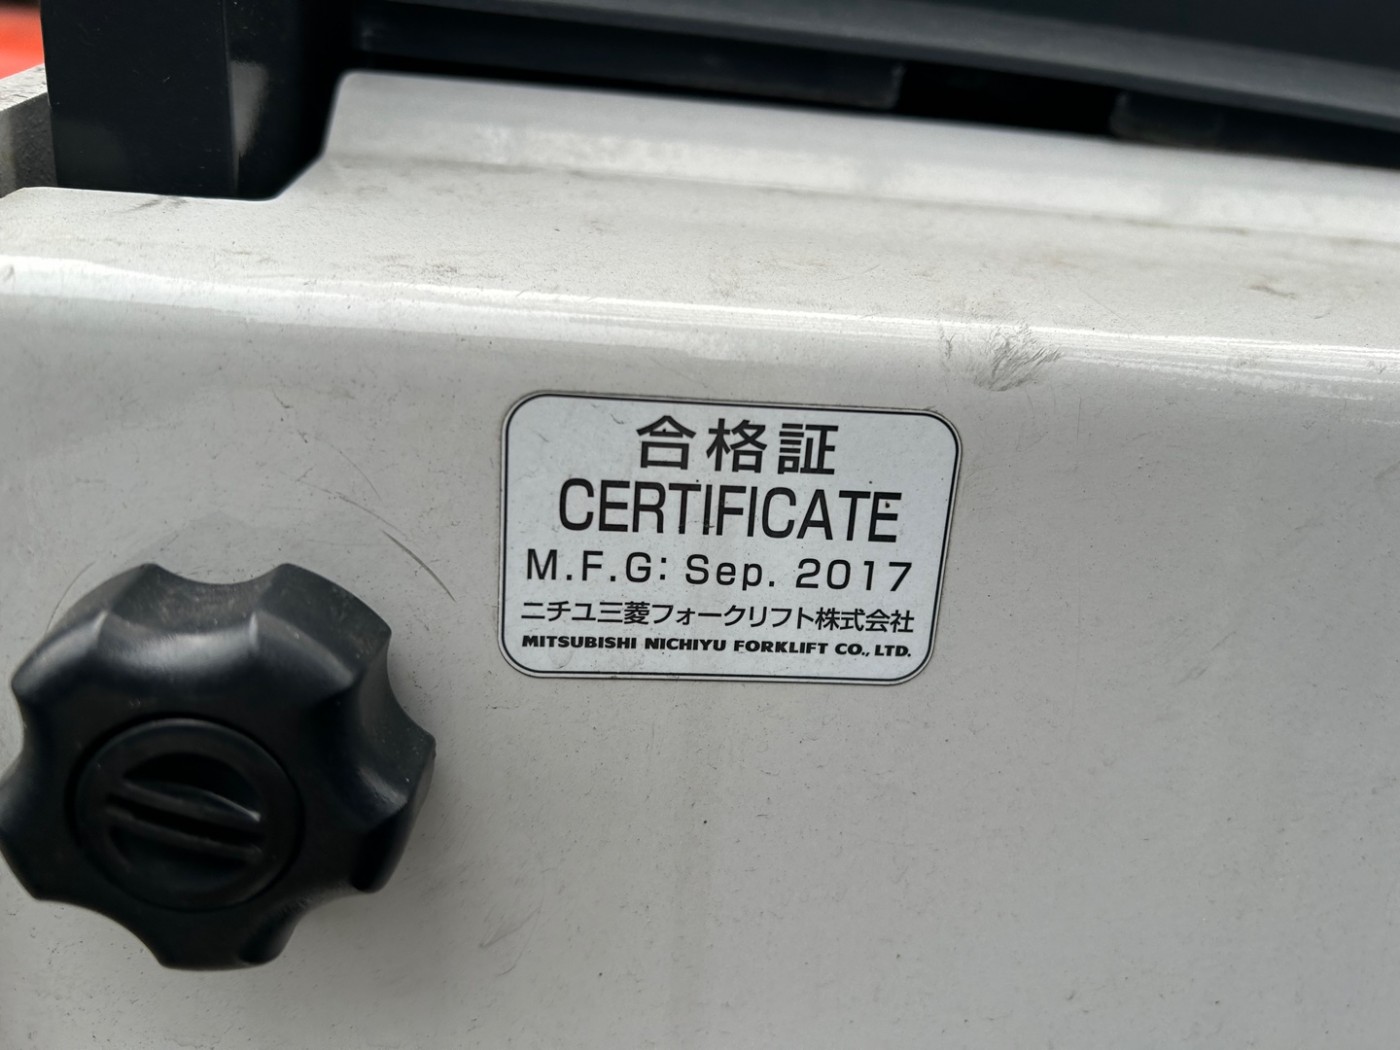 合格証
CERTIFICATE
M.F.G: Sep. 2017
ニチユ三菱フォークリフト株式会社
MITSUBISHI NICHIYU FORKLIFT CO., LTD.